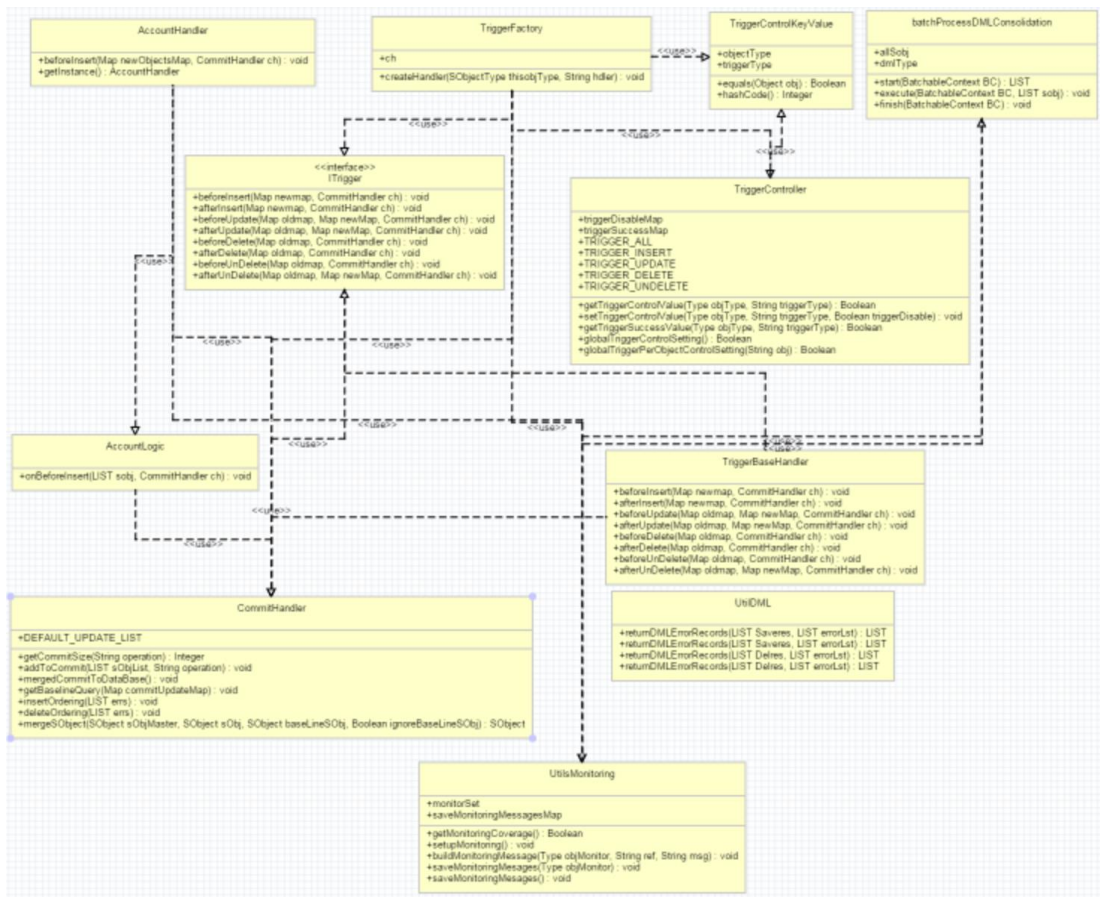 AccountHandler
+beforeInsert(Map newObjectsMap, CommitHandler ch) : void
+getInstance() : AccountHandler
TriggerFactory
+ch
+createHandler(SObjectType thisobjType, String hdler) : void
TriggerControlKeyValue
+objectType
+triggerType
+equals(Object obj) : Boolean
+hashCode() : Integer
batchProcessDMLConsolidation
+allSobj
+dmlType
+start(BatchableContext BC) : LIST
+execute(BatchableContext BC, LIST sobj) : void
+finish(BatchableContext BC) : void
<<use>>
<<use>>
<<use>>
<<use>>
<<interface>>
ITrigger
+beforeInsert(Map newmap, CommitHandler ch) : void
+afterInsert(Map newmap, CommitHandler ch) : void
+beforeUpdate(Map oldmap, Map newMap, CommitHandler ch) : void
+afterUpdate(Map oldmap, Map newMap, CommitHandler ch) : void
+beforeDelete(Map oldmap, CommitHandler ch) : void
+afterDelete(Map oldmap, CommitHandler ch) : void
+beforeUnDelete(Map oldmap, CommitHandler ch) : void
+afterUnDelete(Map oldmap, Map newMap, CommitHandler ch) : void
TriggerController
+triggerDisableMap
+triggerSuccessMap
+TRIGGER_ALL
+TRIGGER_INSERT
+TRIGGER_UPDATE
+TRIGGER_DELETE
+TRIGGER_UNDELETE
+getTriggerControlValue(Type objType, String triggerType) : Boolean
+setTriggerControlValue(Type objType, String triggerType, Boolean triggerDisable) : void
+getTriggerSuccessValue(Type objType, String triggerType) : Boolean
+globalTriggerControlSetting() : Boolean
+globalTriggerPerObjectControlSetting(String obj) : Boolean
<<use>>
<<use>>
<<use>>
<<use>>
<<use>>
<<use>>
<<use>>
<<use>>
AccountLogic
+onBeforeInsert(LIST sobj, CommitHandler ch) : void
TriggerBaseHandler
+beforeInsert(Map newmap, CommitHandler ch) : void
+afterInsert(Map newmap, CommitHandler ch) : void
+beforeUpdate(Map oldmap, Map newMap, CommitHandler ch) : void
+afterUpdate(Map oldmap, Map newMap, CommitHandler ch) : void
+beforeDelete(Map oldmap, CommitHandler ch) : void
+afterDelete(Map oldmap, CommitHandler ch) : void
+beforeUnDelete(Map oldmap, CommitHandler ch) : void
+afterUnDelete(Map oldmap, Map newMap, CommitHandler ch) : void
<<use>>
<<use>>
CommitHandler
+DEFAULT_UPDATE_LIST
+getCommitSize(String operation) : Integer
+addToCommit(LIST sObjList, String operation) : void
+mergedCommitToDataBase() : void
+getBaselineQuery(Map commitUpdateMap) : void
+insertOrdering(LIST errs) : void
+deleteOrdering(LIST errs) : void
+mergeSObject(SObject sObjMaster, SObject sObj, SObject baseLineSObj, Boolean ignoreBaseLineSObj) : SObject
UtilDML
+returnDMLErrorRecords(LIST Saveres, LIST errorLst) : LIST
+returnDMLErrorRecords(LIST Saveres, LIST errorLst) : LIST
+returnDMLErrorRecords(LIST Delres, LIST errorLst) : LIST
+returnDMLErrorRecords(LIST Delres, LIST errorLst) : LIST
UtilsMonitoring
+monitorSet
+saveMonitoringMessagesMap
+getMonitoringCoverage() : Boolean
+setupMonitoring() : void
+buildMonitoringMessage(Type objMonitor, String ref, String msg) : void
+saveMonitoringMesages(Type objMonitor) : void
+saveMonitoringMesages() : void